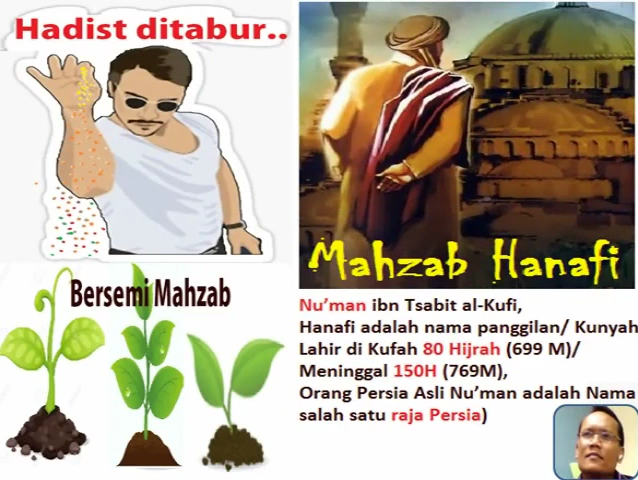 Hadist ditabur..
Bersemi Mahzab
Mahzab Hanafi
Nu'man ibn Tsabit al-Kufi,
Hanafi adalah nama panggilan/ Kunyah
Lahir di Kufah 80 Hijrah (699 M)/
Meninggal 150H (769M),
Orang Persia Asli Nu'man adalah Nama
salah satu raja Persia)